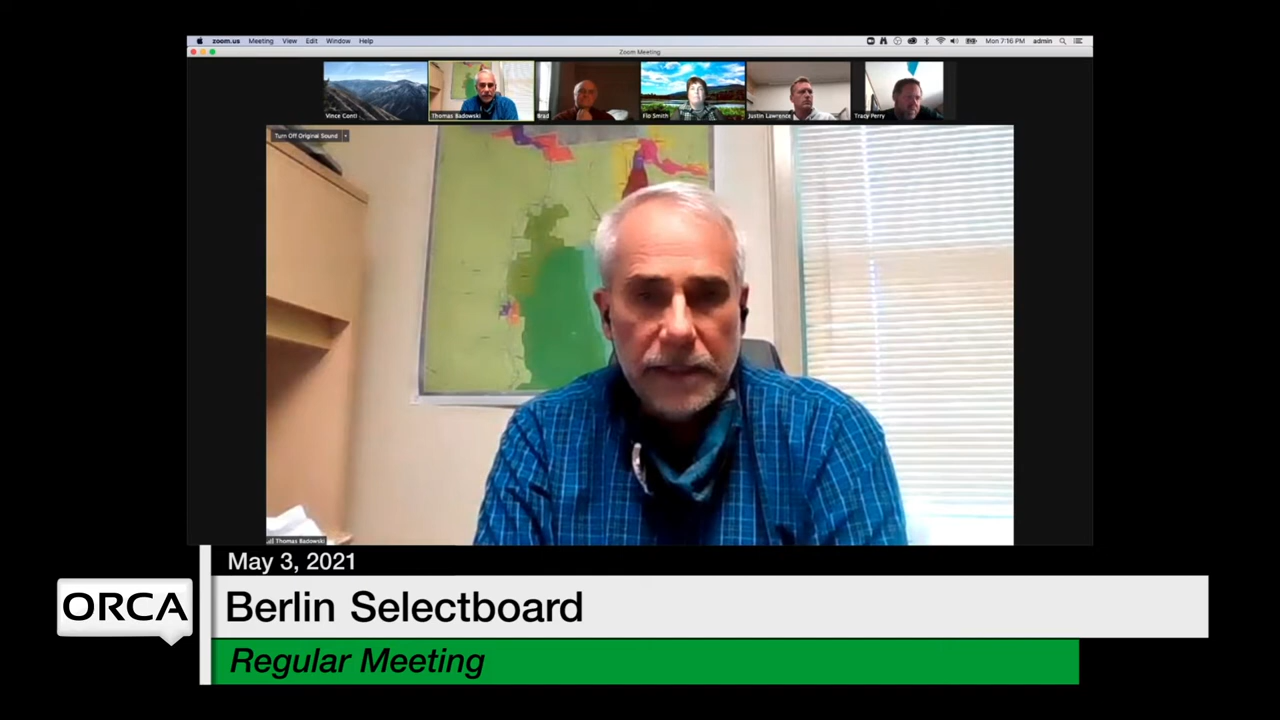 zoom.us Meeting View Edit Window Help Mon 7:16 PM admin
Zoom Meeting
Vince Conti
Thomas Badowski
Brad
Flo Smith
Justin Lawrence
Tracy Perry
Turn Off Original Sound
Thomas Badowski
May 3, 2021
ORCA
Berlin Selectboard
Regular Meeting